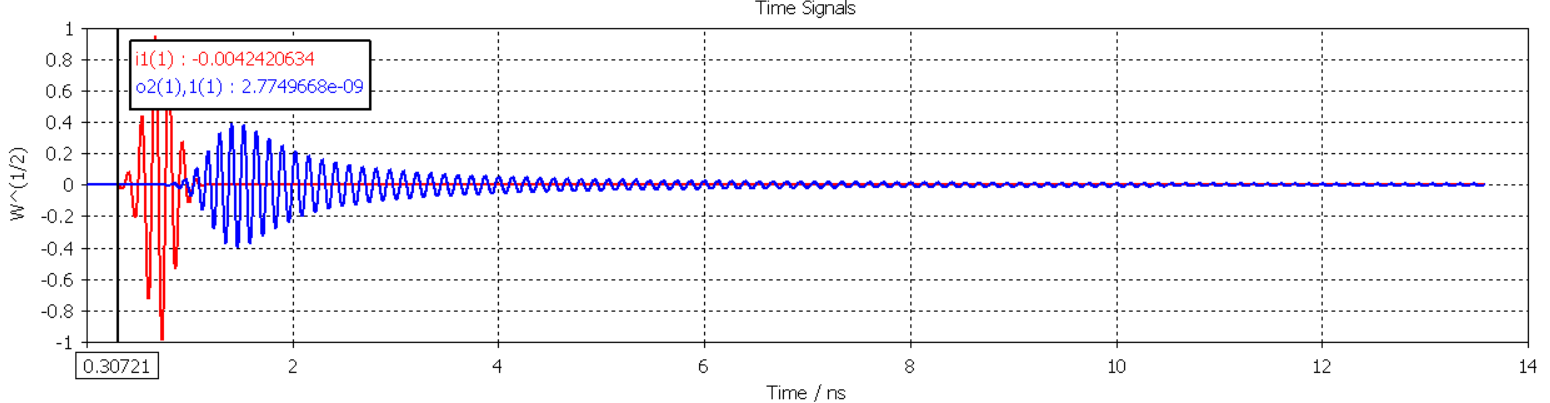 Time Signals
1
0.8
0.6
0.4
0.2
0
-0.2
-0.4
-0.6
-0.8
-1
W^(1/2)
i1(1) : -0.0042420634
o2(1),1(1) : 2.7749668e-09
0.30721 2 4 6 8 10 12 14
Time / ns